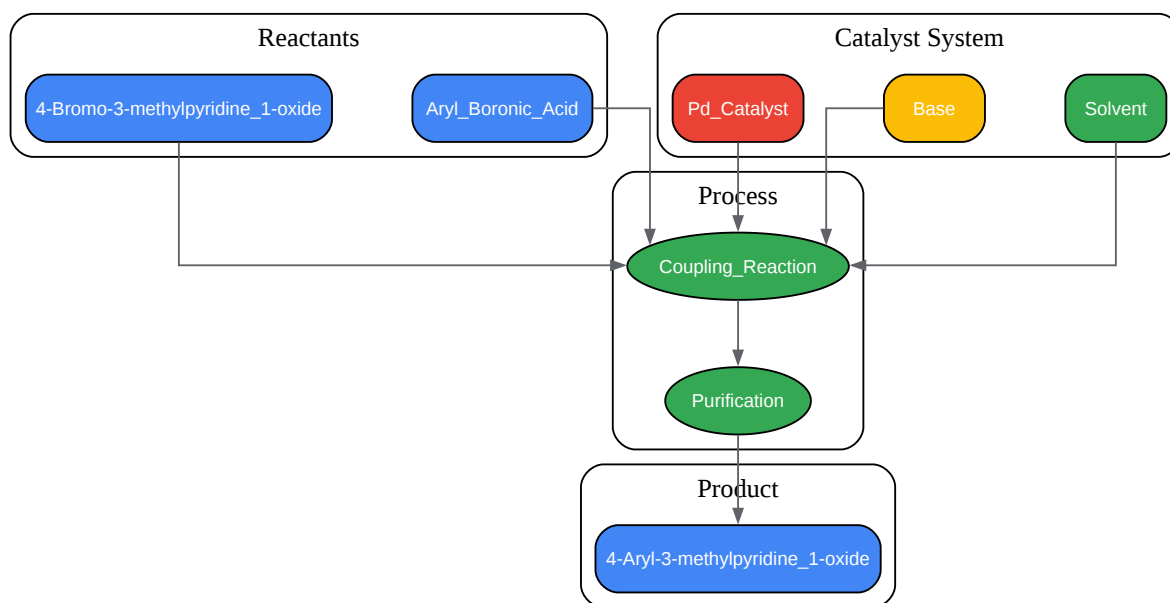 Reactants
Catalyst System
4-Bromo-3-methylpyridine_1-oxide
Aryl_Boronic_Acid
Pd_Catalyst
Base
Solvent
Process
Coupling_Reaction
Purification
Product
4-Aryl-3-methylpyridine_1-oxide